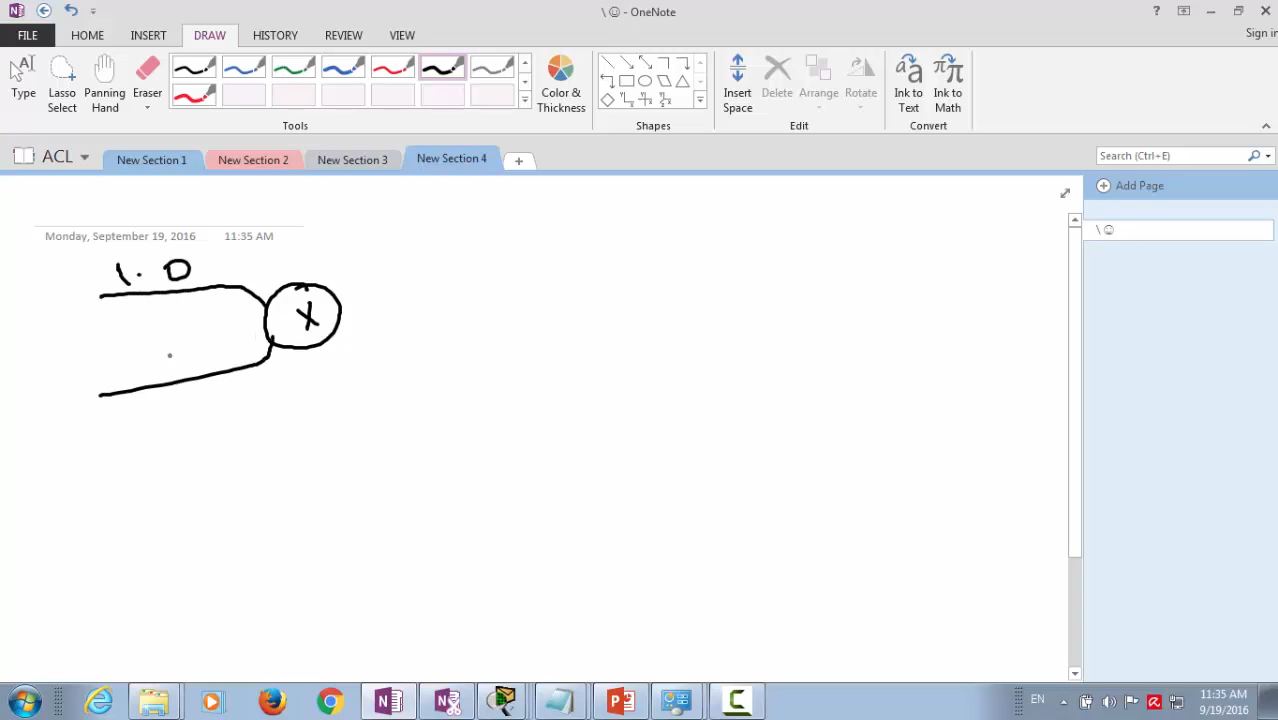 \ ☺ - OneNote
?
Sign in
FILE HOME INSERT DRAW HISTORY REVIEW VIEW
Type
Lasso Select
Panning Hand
Eraser
Color & Thickness
Insert Space
Delete
Arrange
Rotate
Ink to Text
Ink to Math
Tools Shapes Edit Convert
ACL New Section 1 New Section 2 New Section 3 New Section 4 +
Search (Ctrl+E)
Add Page
\ ☺
Monday, September 19, 2016 11:35 AM
1. 0
X
EN
11:35 AM
9/19/2016